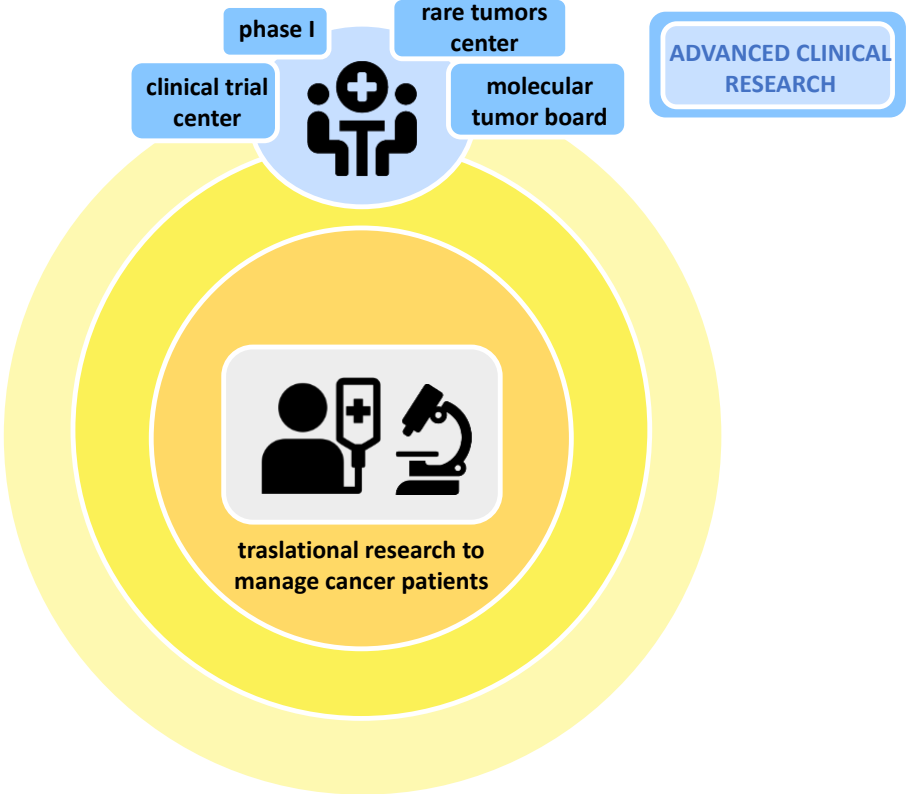 phase I
rare tumors
center
clinical trial
center
molecular
tumor board
ADVANCED CLINICAL
RESEARCH
traslational research to
manage cancer patients